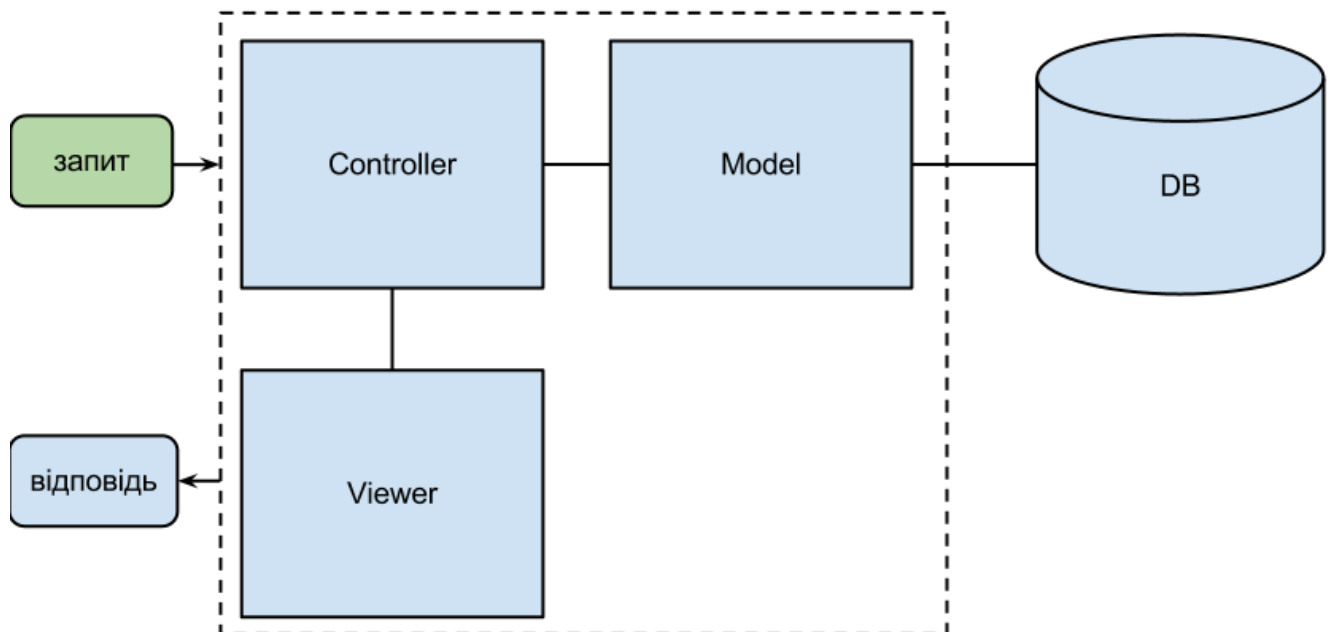 запит
Controller
Model
DB
відповідь
Viewer